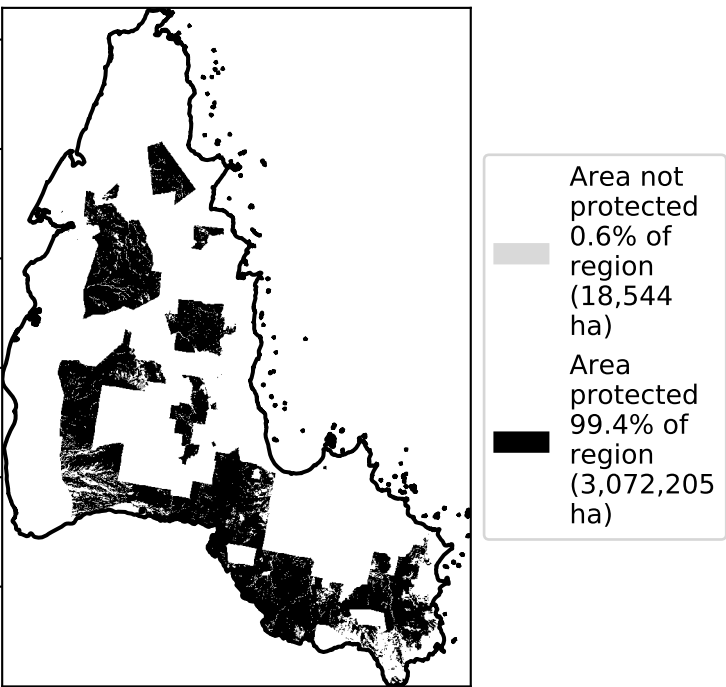 Area not
protected
0.6% of
region
(18,544
ha)
Area
protected
99.4% of
region
(3,072,205
ha)